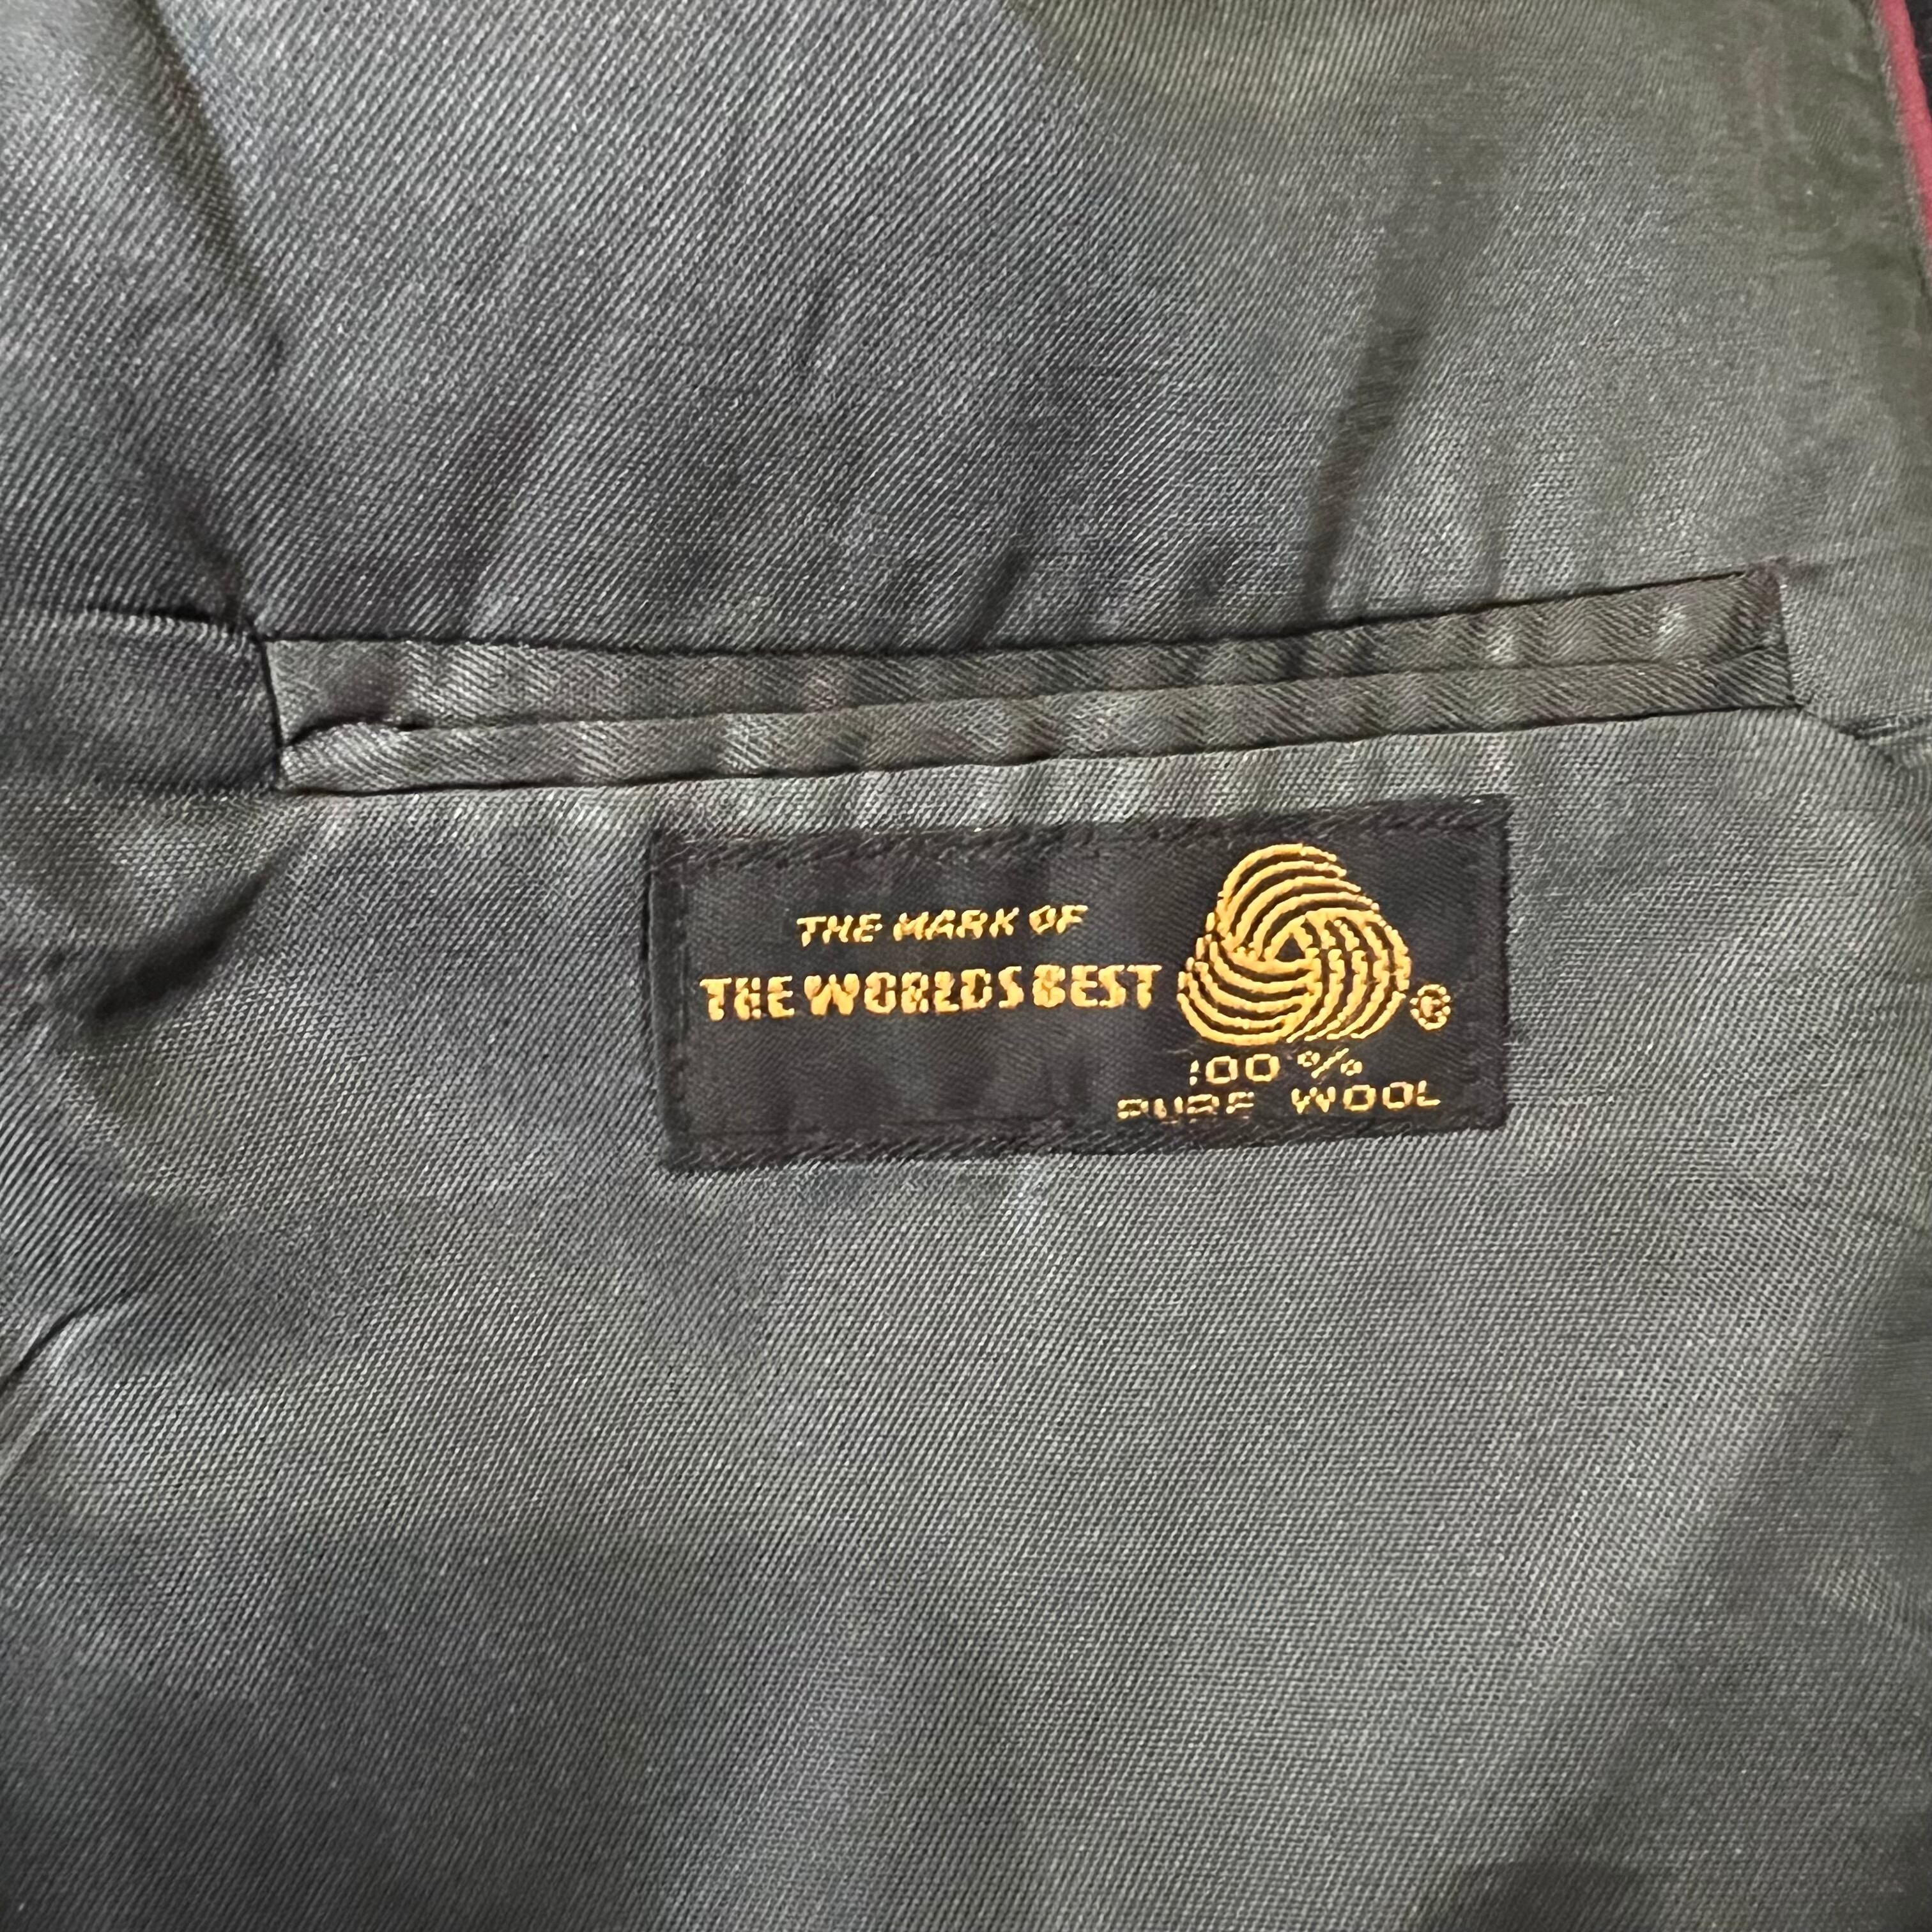 THE MARK OF
THE WORLDS BEST
©
100%
PURE WOOL